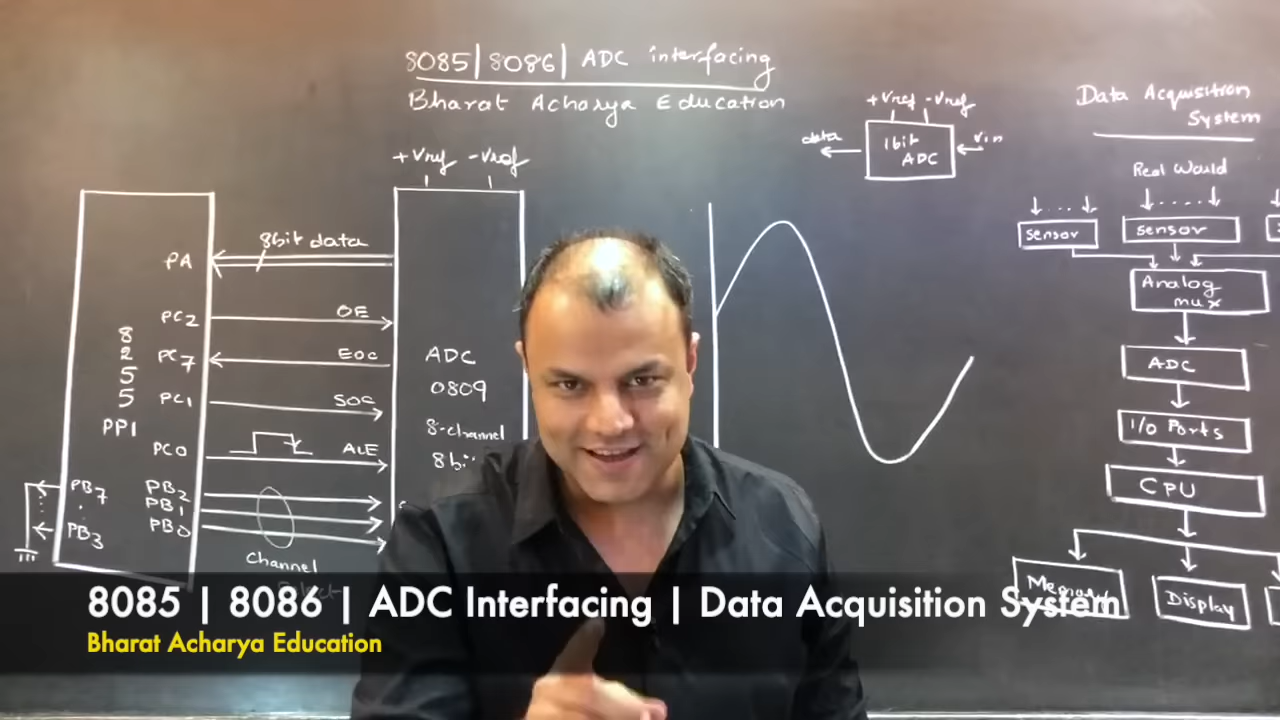 8085|8086| ADC interfacing
Bharat Acharya Education
+Vref -Vref
8bit data
PA
PC2
OE
8
2
5
5
PC7
EOC
PC1
SOC
PPI
PC0
ALE
PB7
PB2
PB1
PB3
PB0
Channel
ADC
0809
8-channel
+Vref -Vref
data
1bit
ADC
Vin
Data Acquisition
System
Real World
sensor
sensor
Analog
mux
ADC
I/O Ports
CPU
Memory
Display
8085 | 8086 | ADC Interfacing | Data Acquisition System
Bharat Acharya Education